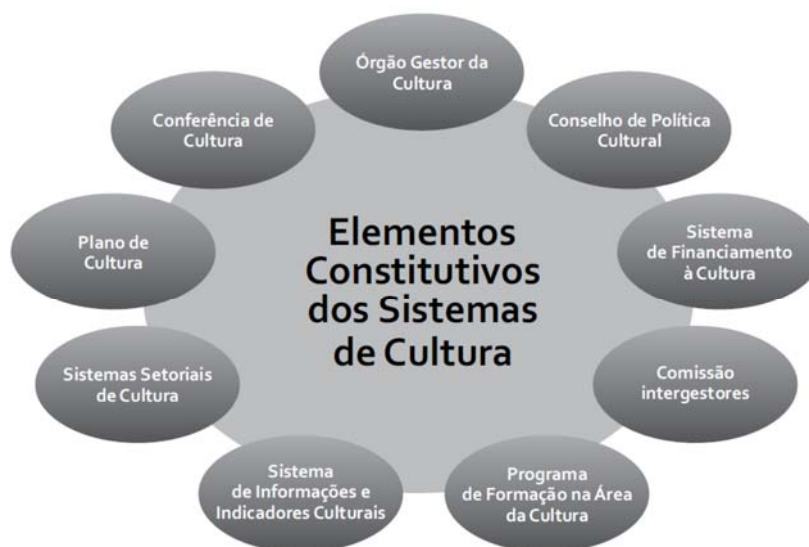 Órgão Gestor da
Cultura
Conselho de Política
Cultural
Sistema
de Financiamento
à Cultura
Comissão
intergestores
Programa
de Formação na Área
da Cultura
Sistema
de Informações e
Indicadores Culturais
Sistemas Setoriais
de Cultura
Plano de
Cultura
Conferência de
Cultura
Elementos
Constitutivos
dos Sistemas
de Cultura